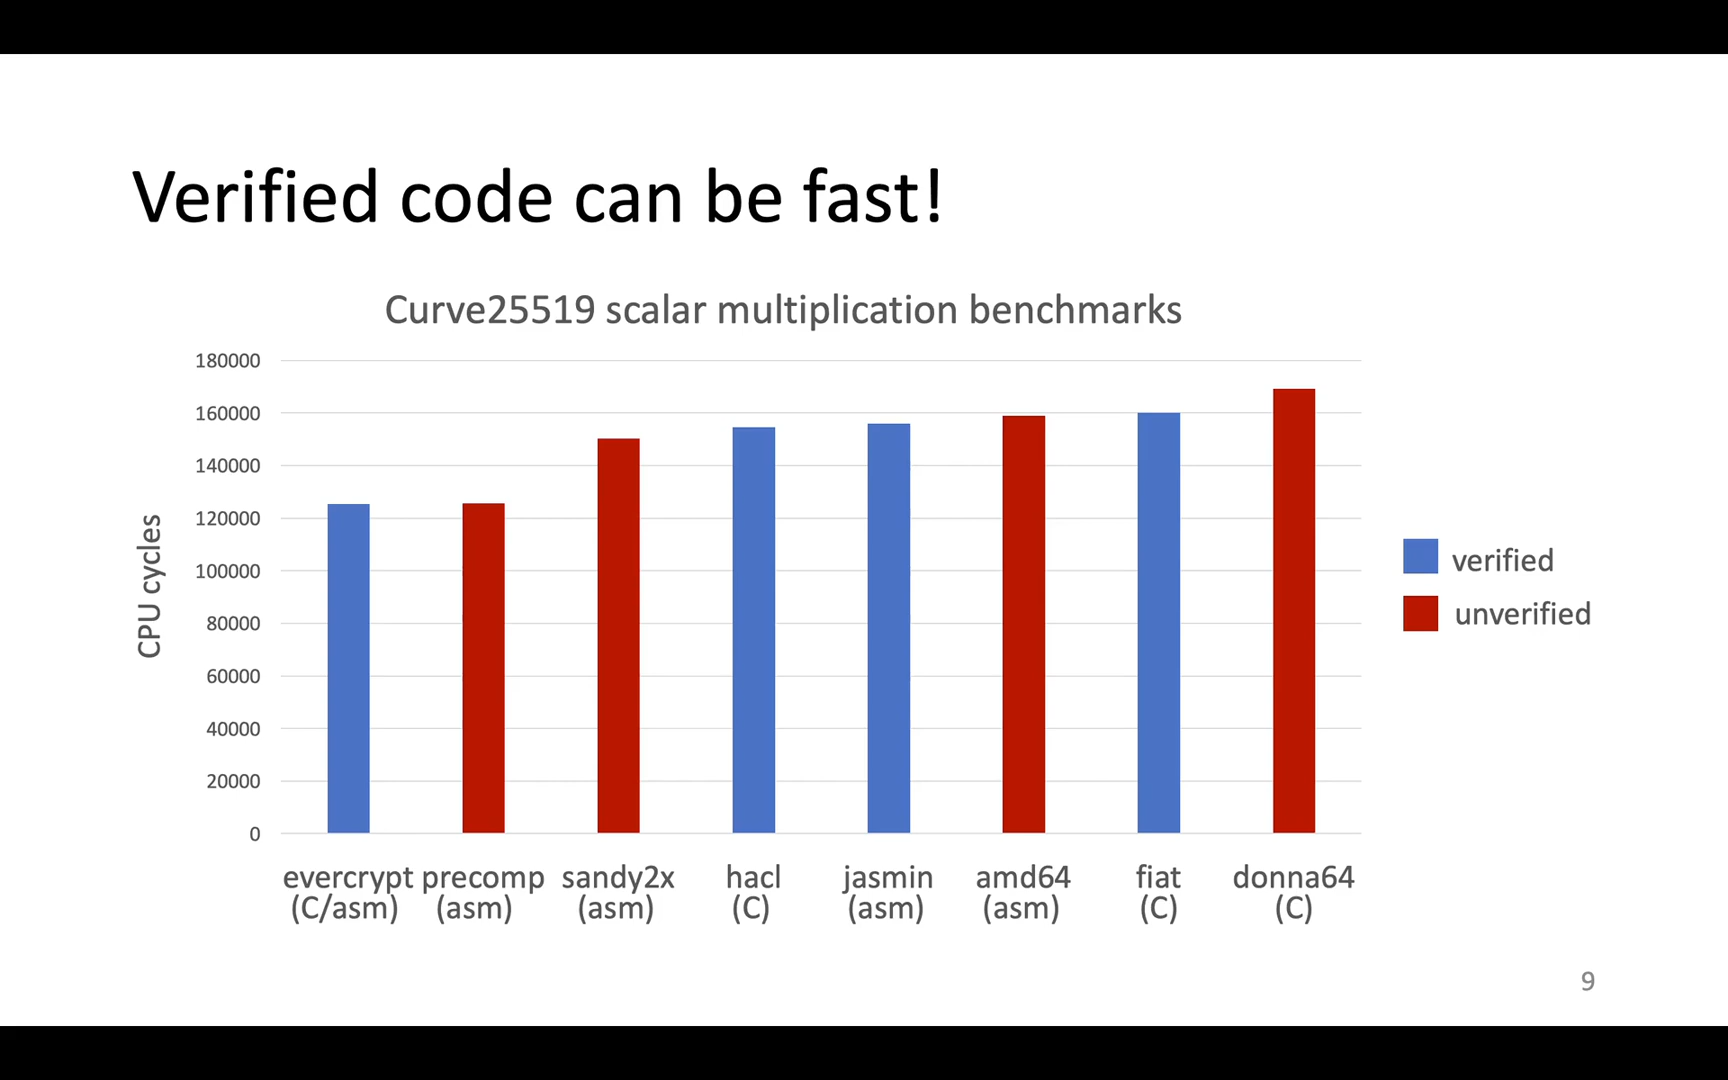 Verified code can be fast!
Curve25519 scalar multiplication benchmarks
180000
160000
140000
120000
100000
80000
60000
40000
20000
0
CPU cycles
evercrypt precomp sandy2x hacl jasmin amd64 fiat donna64
(C/asm) (asm) (asm) (C) (asm) (asm) (C) (C)
verified
unverified
9